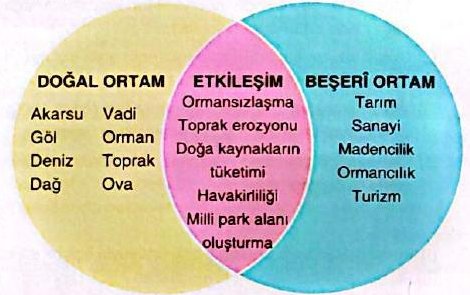 DOĞAL ORTAM
Akarsu Vadi
Göl Orman
Deniz Toprak
Dağ Ova
ETKİLEŞİM
Ormansızlaşma
Toprak erozyonu
Doğa kaynakların
tüketimi
Havakirliliği
Milli park alanı
oluşturma
BEŞERÎ ORTAM
Tarım
Sanayi
Madencilik
Ormancılık
Turizm